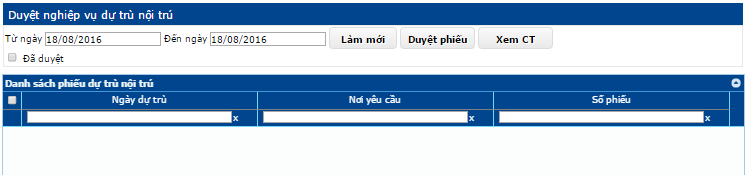 Duyệt nghiệp vụ dự trù nội trú
Từ ngày 18/08/2016 Đến ngày 18/08/2016 Làm mới Duyệt phiếu Xem CT
Đã duyệt
Danh sách phiếu dự trù nội trú
Ngày dự trù Nơi yêu cầu Số phiếu
x x x